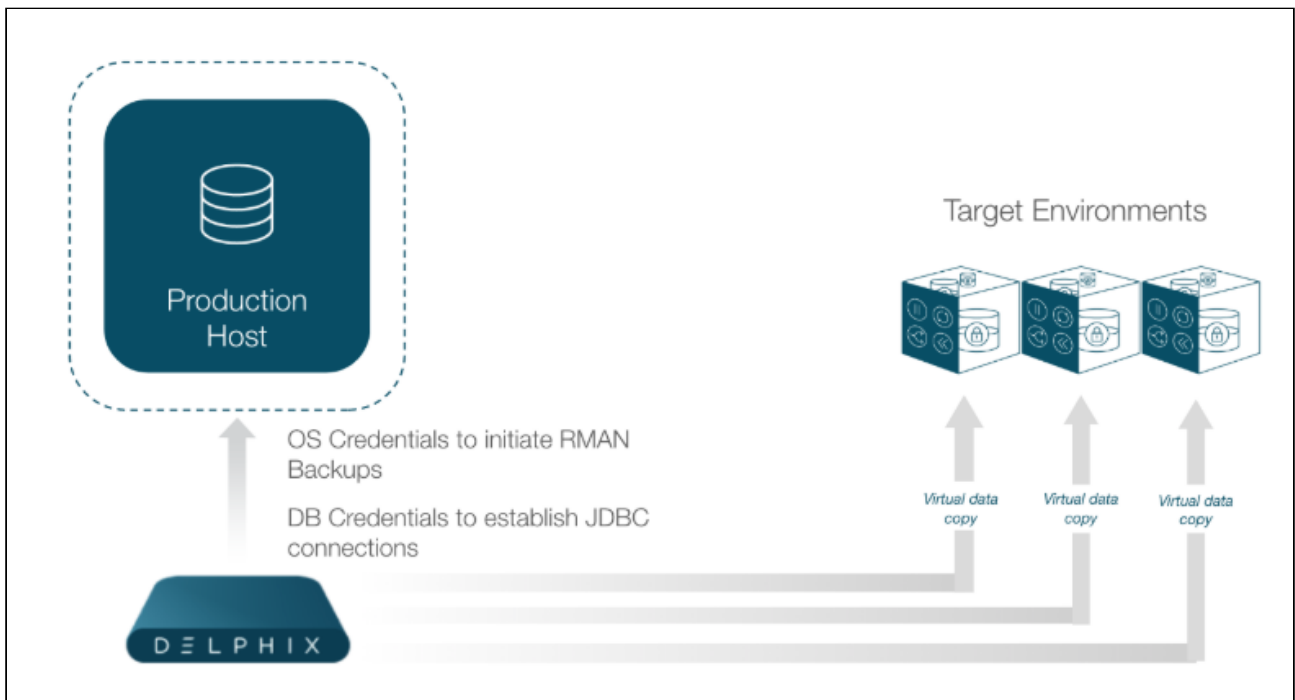 Production
Host
Target Environments
OS Credentials to initiate RMAN
Backups
DB Credentials to establish JDBC
connections
Virtual data
copy
Virtual data
copy
Virtual data
copy
DELPHIX